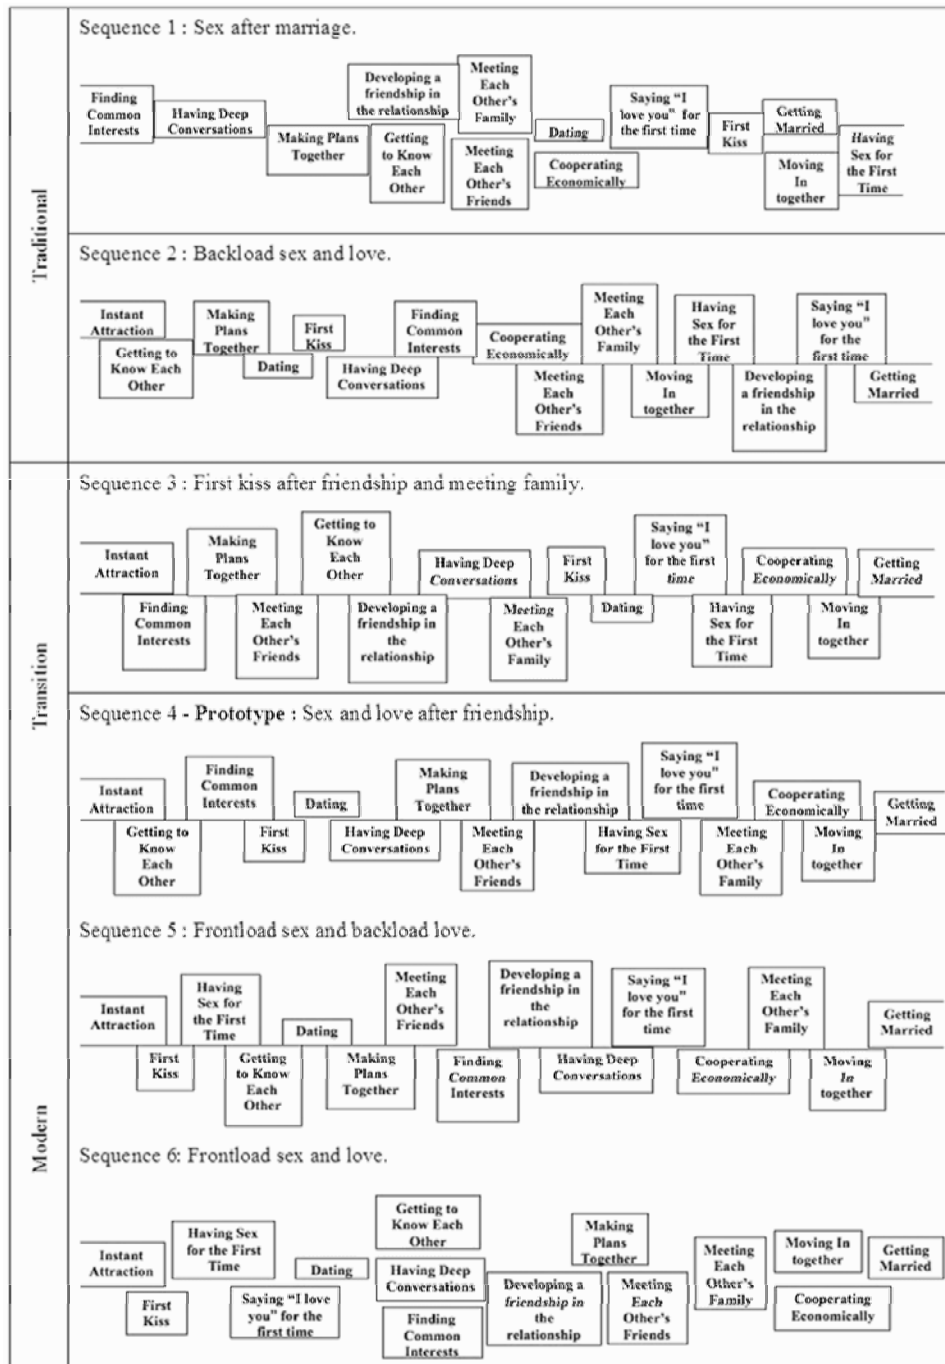 Traditional
Sequence 1 : Sex after marriage.
Finding
Common
Interests
Having Deep
Conversations
Making Plans
Together
Developing a
friendship in
the relationship
Getting
to Know
Each
Other
Meeting
Each
Other's
Family
Meeting
Each
Other's
Friends
Dating
Cooperating
Economically
Saying "I
love you" for
the first time
First
Kiss
Getting
Married
Moving
In
together
Having
Sex for
the First
Time
Sequence 2 : Backload sex and love.
Instant
Attraction
Getting to
Know Each
Other
Making
Plans
Together
Dating
First
Kiss
Having Deep
Conversations
Finding
Common
Interests
Cooperating
Economically
Meeting
Each
Other's
Friends
Meeting
Each
Other's
Family
Moving
In
together
Having
Sex for
the First
Time
Developing
a friendship
in the
relationship
Saying "I
love you"
for the
first time
Getting
Married
Transition
Sequence 3 : First kiss after friendship and meeting family.
Instant
Attraction
Finding
Common
Interests
Making
Plans
Together
Meeting
Each
Other's
Friends
Getting to
Know
Each
Other
Developing a
friendship in
the
relationship
Having Deep
Conversations
Meeting
Each
Other's
Family
First
Kiss
Dating
Saying "I
love you"
for the first
time
Having
Sex for
the First
Time
Cooperating
Economically
Moving
In
together
Getting
Married
Sequence 4 - Prototype : Sex and love after friendship.
Instant
Attraction
Getting to
Know
Each
Other
Finding
Common
Interests
First
Kiss
Dating
Having Deep
Conversations
Making
Plans
Together
Meeting
Each
Other's
Friends
Developing a
friendship in
the relationship
Having Sex
for the First
Time
Saying "I
love you"
for the first
time
Meeting
Each
Other's
Family
Cooperating
Economically
Moving
In
together
Getting
Married
Modern
Sequence 5 : Frontload sex and backload love.
Instant
Attraction
First
Kiss
Having
Sex for
the First
Time
Getting
to Know
Each
Other
Dating
Making
Plans
Together
Meeting
Each
Other's
Friends
Finding
Common
Interests
Developing a
friendship in
the
relationship
Having Deep
Conversations
Saying "I
love you"
for the first
time
Cooperating
Economically
Meeting
Each
Other's
Family
Moving
In
together
Getting
Married
Sequence 6: Frontload sex and love.
Instant
Attraction
First
Kiss
Having Sex
for the First
Time
Saying "I love
you" for the
first time
Dating
Getting to
Know Each
Other
Having Deep
Conversations
Finding
Common
Interests
Developing a
friendship in
the
relationship
Making
Plans
Together
Meeting
Each
Other's
Friends
Meeting
Each
Other's
Family
Moving In
together
Cooperating
Economically
Getting
Married